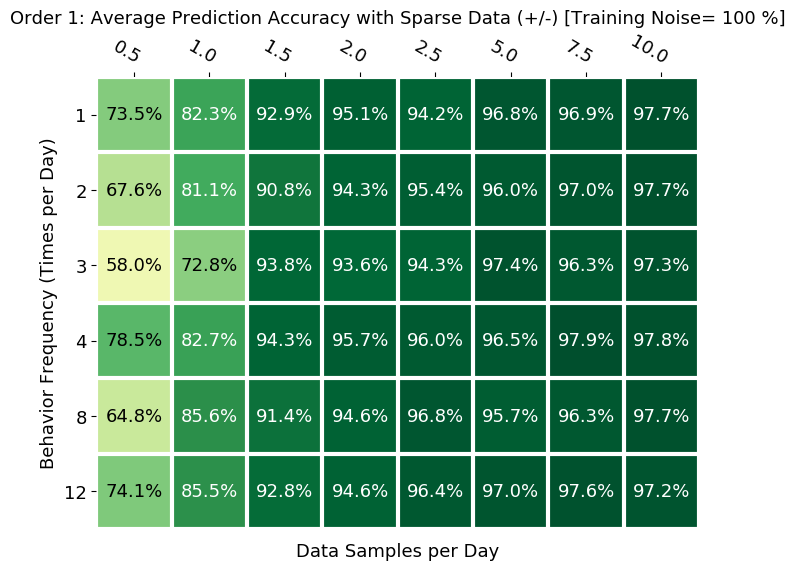 Order 1: Average Prediction Accuracy with Sparse Data (+/-) [Training Noise= 100 %]
0.5 1.0 1.5 2.0 2.5 5.0 7.5 10.0
1 73.5% 82.3% 92.9% 95.1% 94.2% 96.8% 96.9% 97.7%
2 67.6% 81.1% 90.8% 94.3% 95.4% 96.0% 97.0% 97.7%
3 58.0% 72.8% 93.8% 93.6% 94.3% 97.4% 96.3% 97.3%
4 78.5% 82.7% 94.3% 95.7% 96.0% 96.5% 97.9% 97.8%
8 64.8% 85.6% 91.4% 94.6% 96.8% 95.7% 96.3% 97.7%
12 74.1% 85.5% 92.8% 94.6% 96.4% 97.0% 97.6% 97.2%
Behavior Frequency (Times per Day)
Data Samples per Day